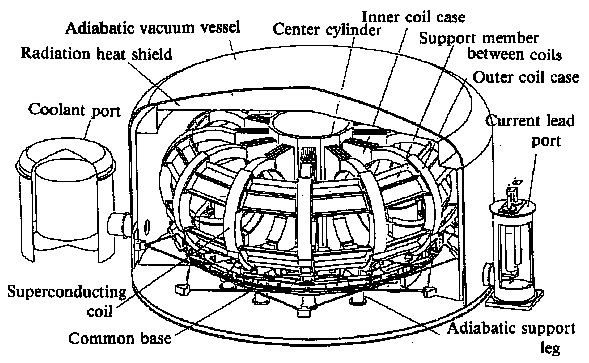 Adiabatic vacuum vessel
Inner coil case
Center cylinder
Support member
between coils
Radiation heat shield
Outer coil case
Coolant port
Current lead
port
Superconducting
coil
Common base
Adiabatic support
leg